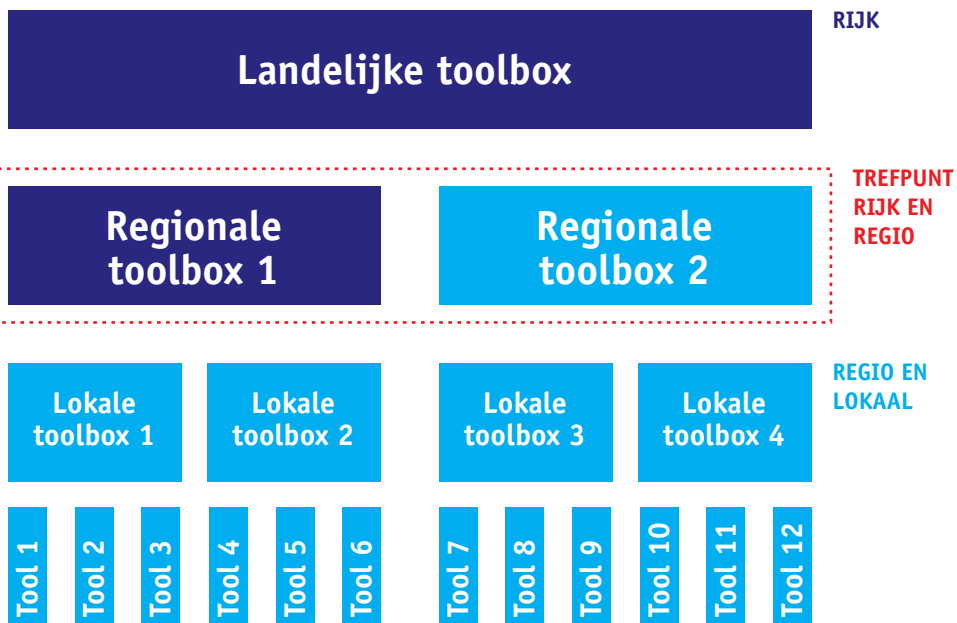 RIJK
Landelijke toolbox
TREFPUNT
RIJK EN
REGIO
Regionale
toolbox 1
Regionale
toolbox 2
REGIO EN
LOKAAL
Lokale
toolbox 1
Lokale
toolbox 2
Lokale
toolbox 3
Lokale
toolbox 4
Tool 1
Tool 2
Tool 3
Tool 4
Tool 5
Tool 6
Tool 7
Tool 8
Tool 9
Tool 10
Tool 11
Tool 12